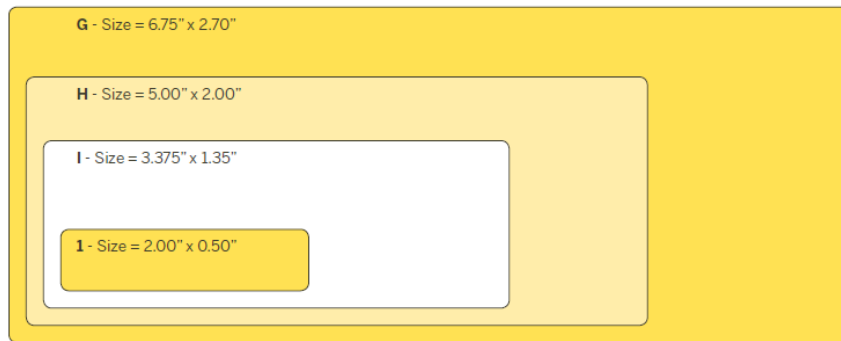 G - Size = 6.75” x 2.70”
H - Size = 5.00” x 2.00”
I - Size = 3.375” x 1.35”
1 - Size = 2.00” x 0.50”